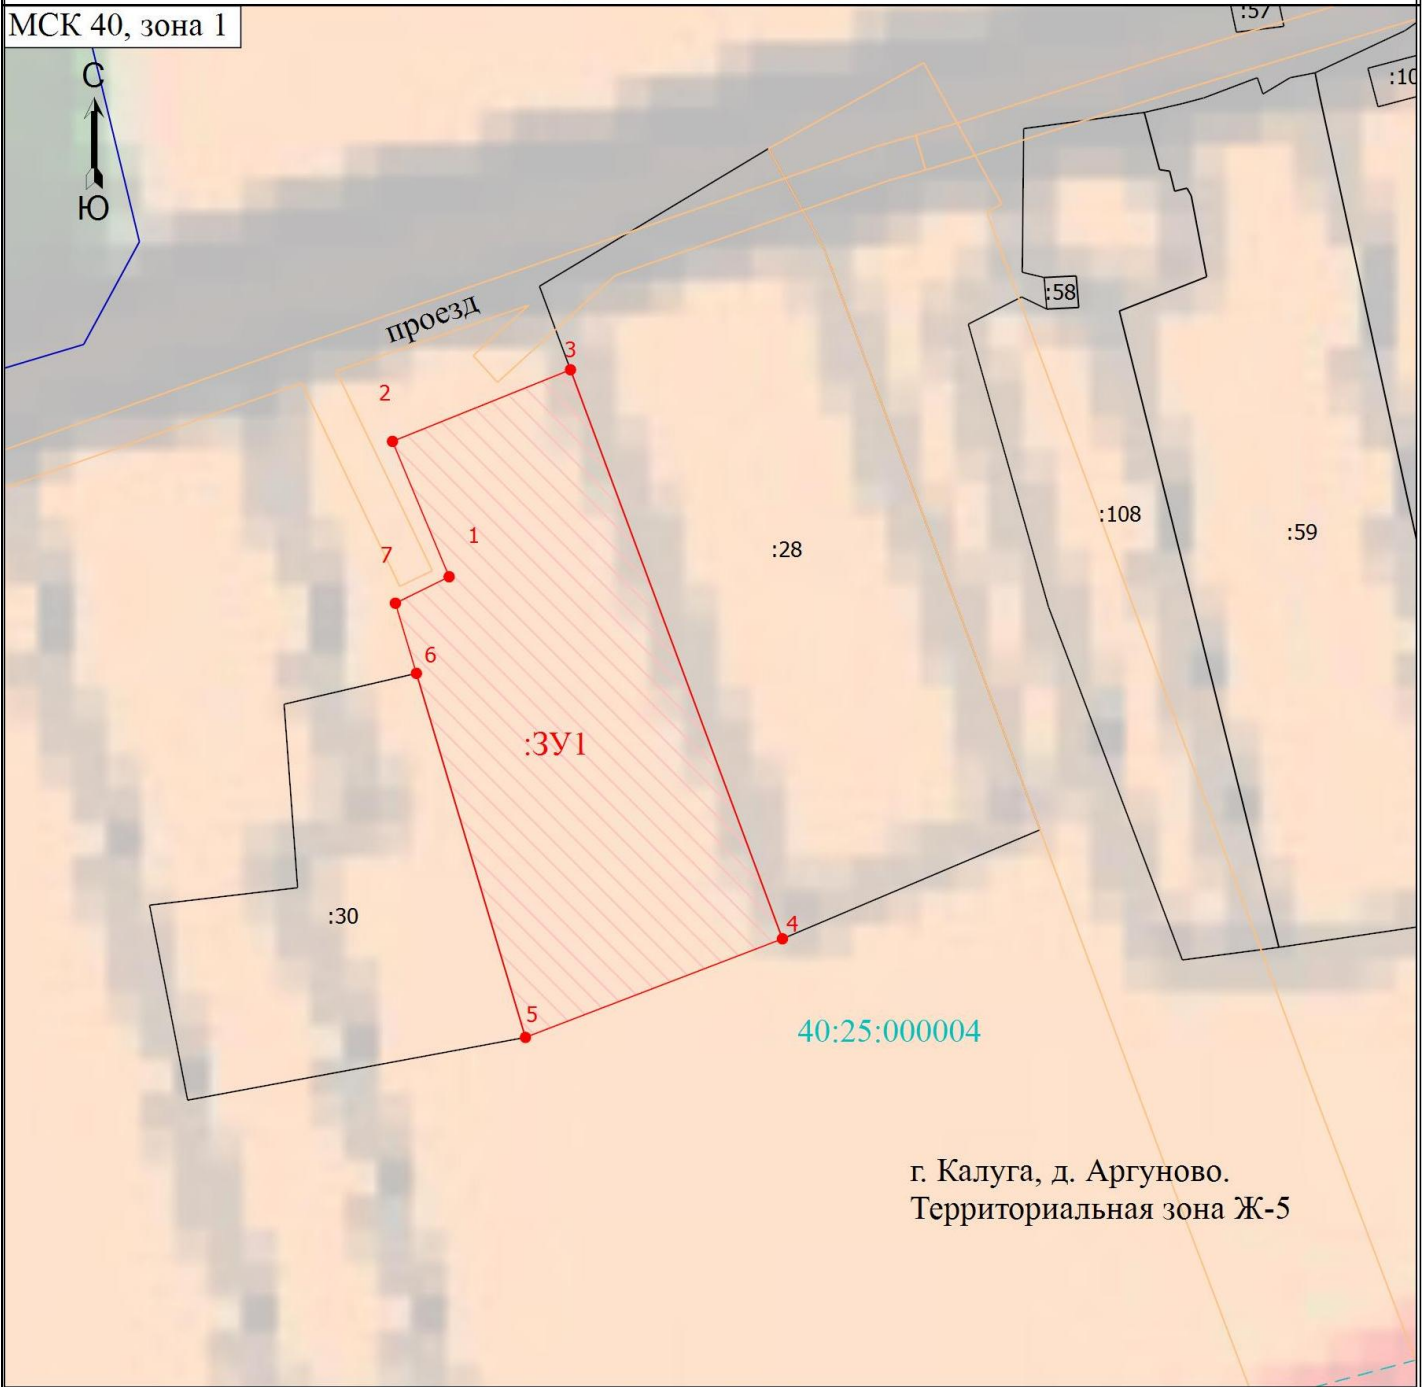 МСК 40, зона 1
:57
С
:10
Ю
:58
проезд
3
2
:108
:59
1
:28
7
6
:ЗУ1
:30
4
5
40:25:000004
г. Калуга, д. Аргуново.
Территориальная зона Ж-5